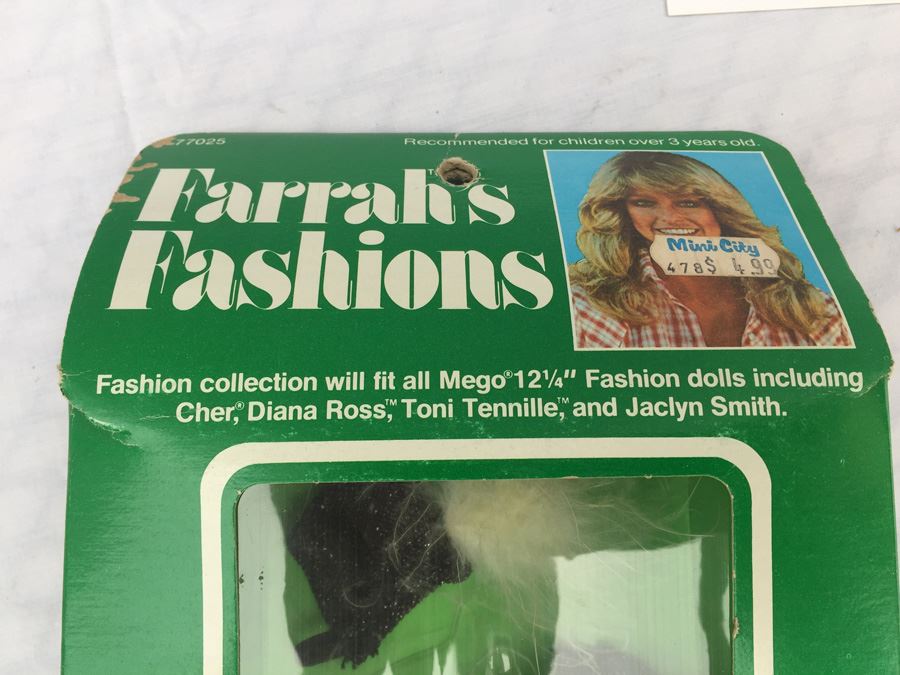 77025
Recommended for children over 3 years old.
Farrah's
Fashions
Mini City
478$ 4.99
Fashion collection will fit all Mego® 12¼" Fashion dolls including
Cher,® Diana Ross,™ Toni Tennille,™ and Jaclyn Smith.